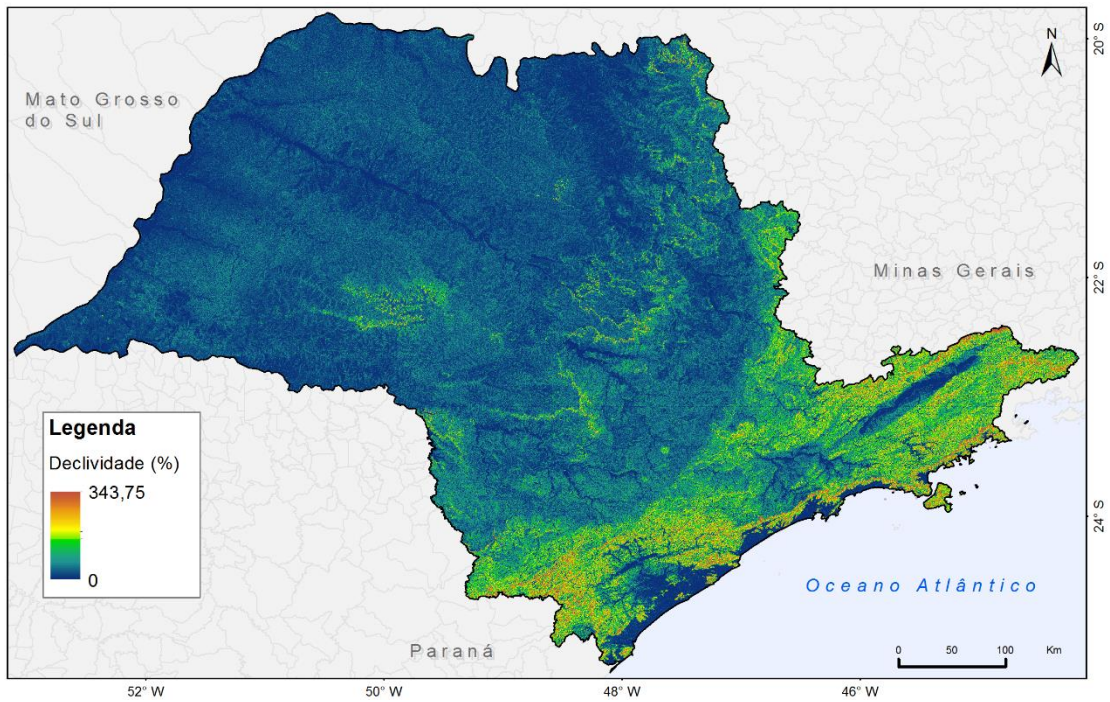 N
20° S
Mato Grosso
do Sul
Minas Gerais
22° S
Legenda
Declividade (%)
343,75
0
24° S
Oceano Atlântico
Paraná
0 50 100 Km
52° W 50° W 48° W 46° W